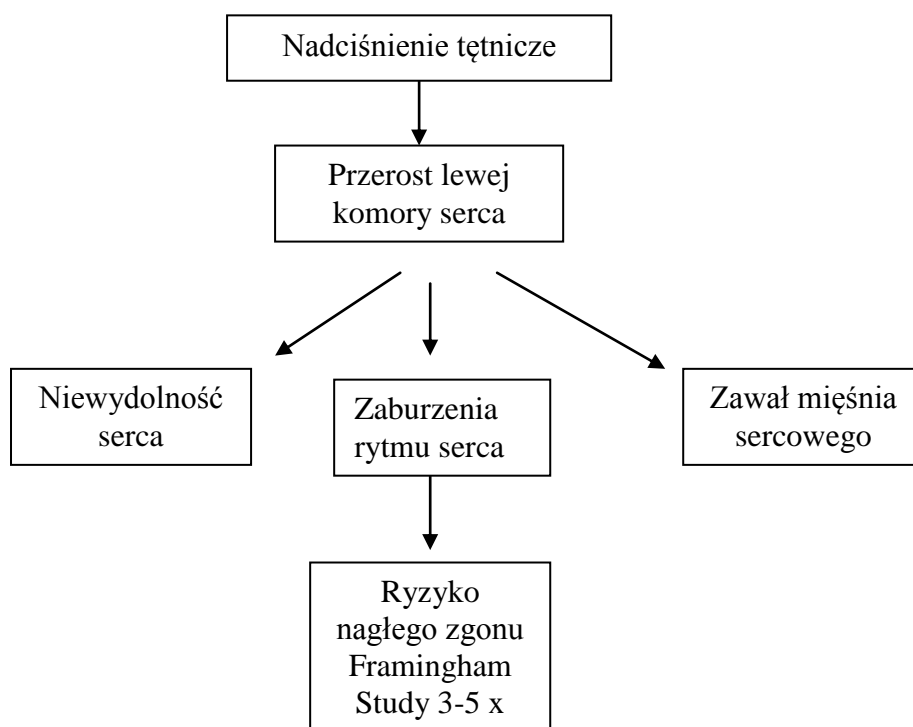 Nadciśnienie tętnicze
Przerost lewej
komory serca
Niewydolność
serca
Zaburzenia
rytmu serca
Zawał mięśnia
sercowego
Ryzyko
nagłego zgonu
Framingham
Study 3-5 x